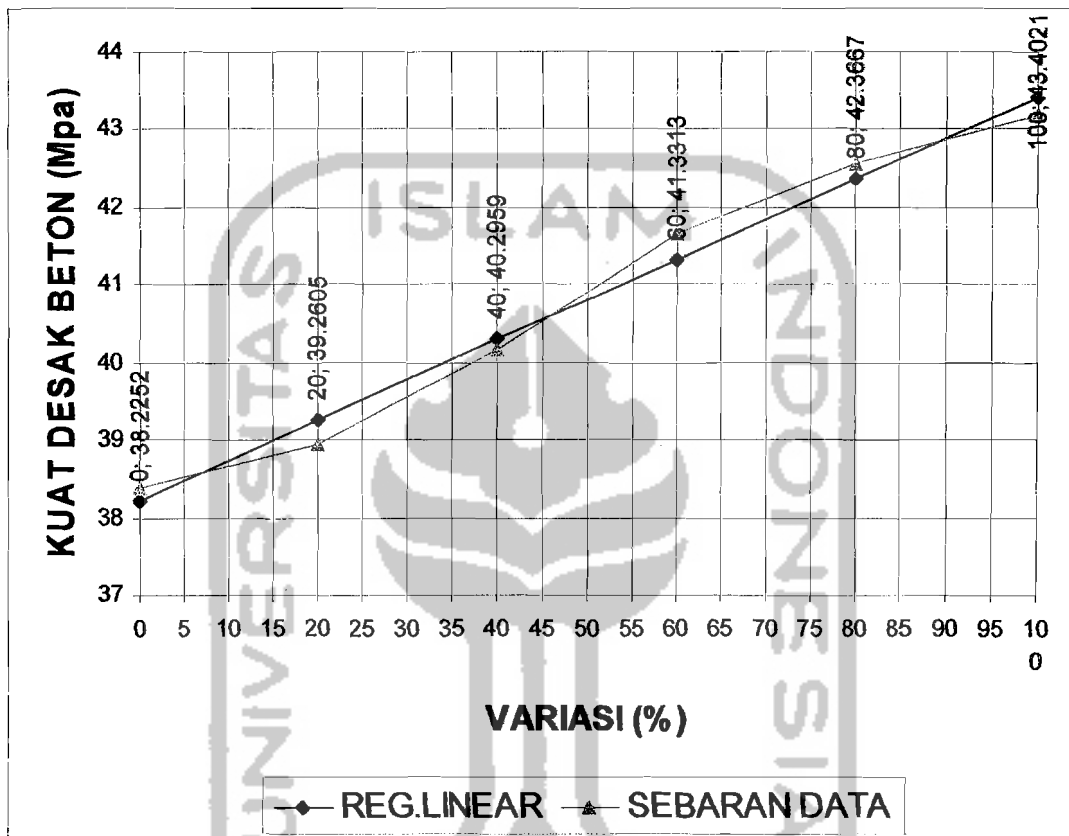 KUAT DESAK BETON (Mpa)
44
43
42
41
40
39
38
37
0; 38.2252
20; 39.2605
40; 40.2959
60; 41.3313
80; 42.3667
100; 43.4021
0 5 10 15 20 25 30 35 40 45 50 55 60 65 70 75 80 85 90 95 10
0
VARIASI (%)
REG.LINEAR SEBARAN DATA
UNIVERSITAS
ISLAM
INDONESIA